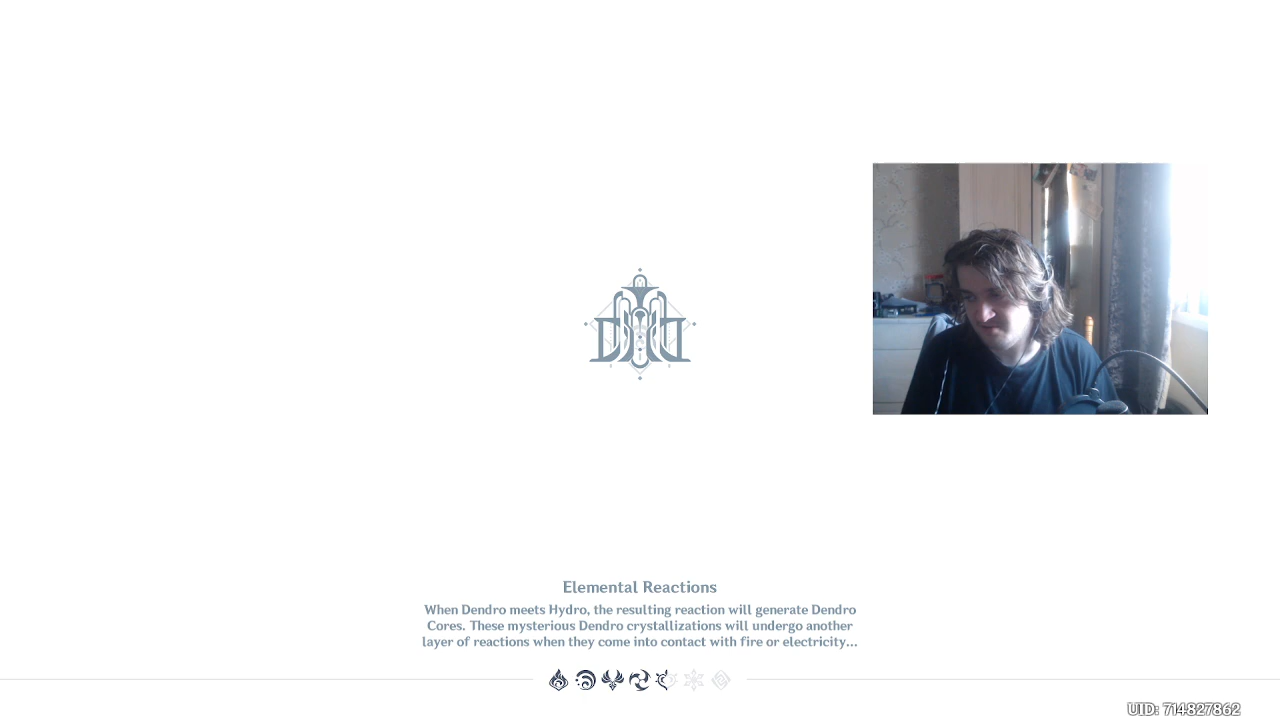 Elemental Reactions
When Dendro meets Hydro, the resulting reaction will generate Dendro
Cores. These mysterious Dendro crystallizations will undergo another
layer of reactions when they come into contact with fire or electricity...
UID: 714827862